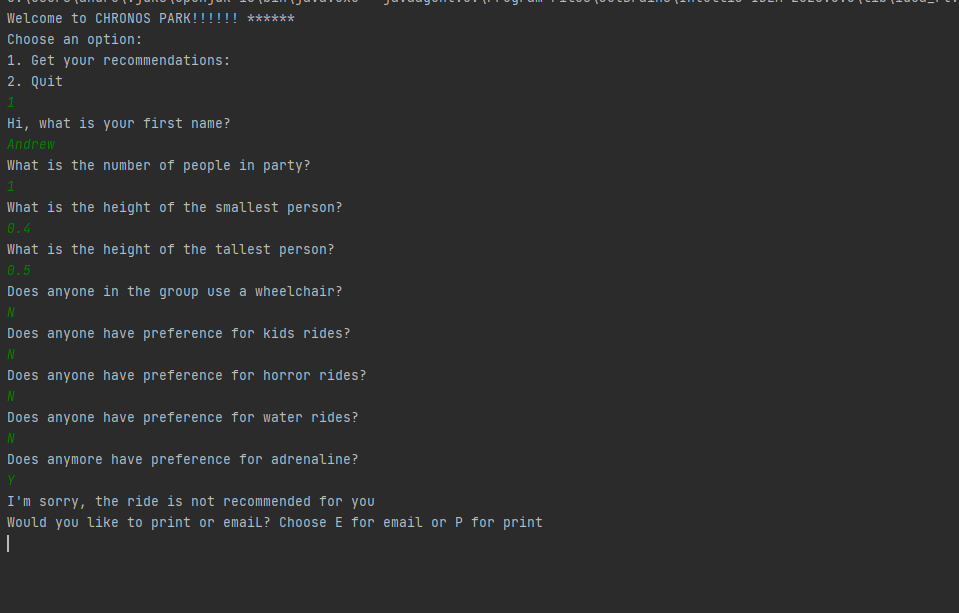 Welcome to CHRONOS PARK!!!!!! ******
Choose an option:
1. Get your recommendations:
2. Quit
1
Hi, what is your first name?
Andrew
What is the number of people in party?
1
What is the height of the smallest person?
0.4
What is the height of the tallest person?
0.5
Does anyone in the group use a wheelchair?
N
Does anyone have preference for kids rides?
N
Does anyone have preference for horror rides?
N
Does anyone have preference for water rides?
N
Does anymore have preference for adrenaline?
Y
I'm sorry, the ride is not recommended for you
Would you like to print or emaiL? Choose E for email or P for print